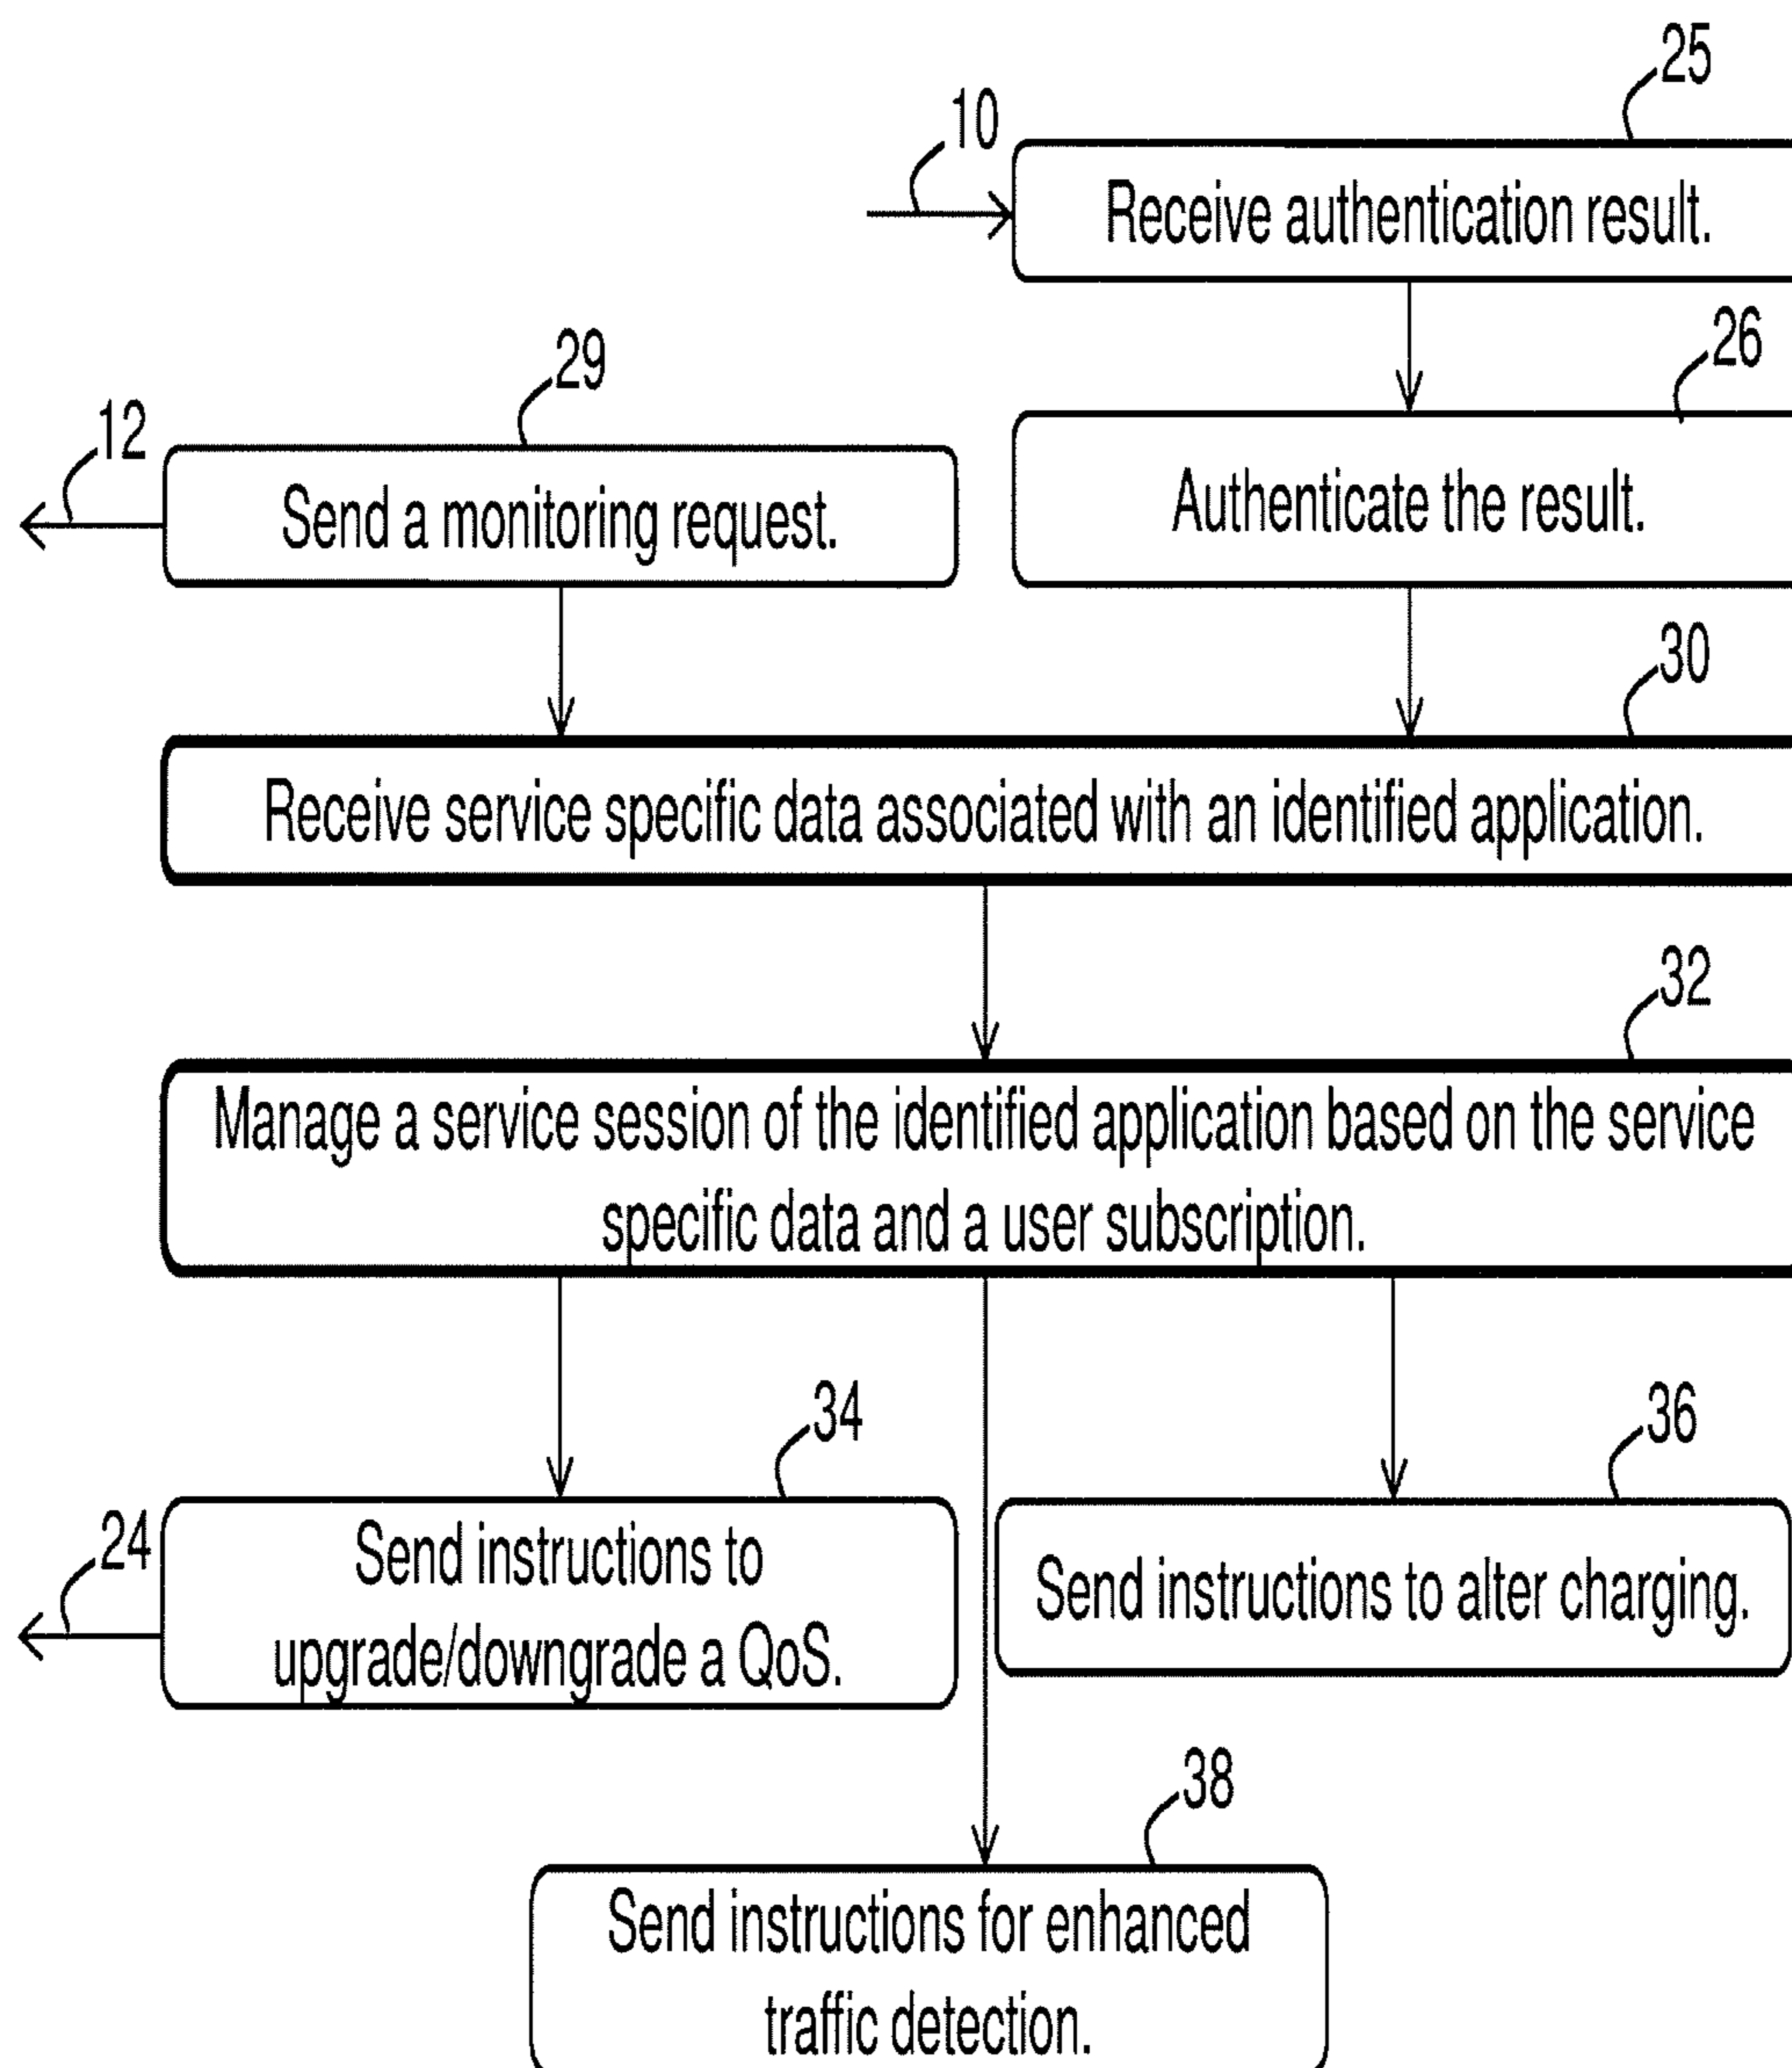 25
10
Receive authentication result.
26
29
12
Send a monitoring request.
Authenticate the result.
30
Receive service specific data associated with an identified application.
32
Manage a service session of the identified application based on the service
specific data and a user subscription.
34
36
24
Send instructions to
upgrade/downgrade a QoS.
Send instructions to alter charging.
38
Send instructions for enhanced
traffic detection.